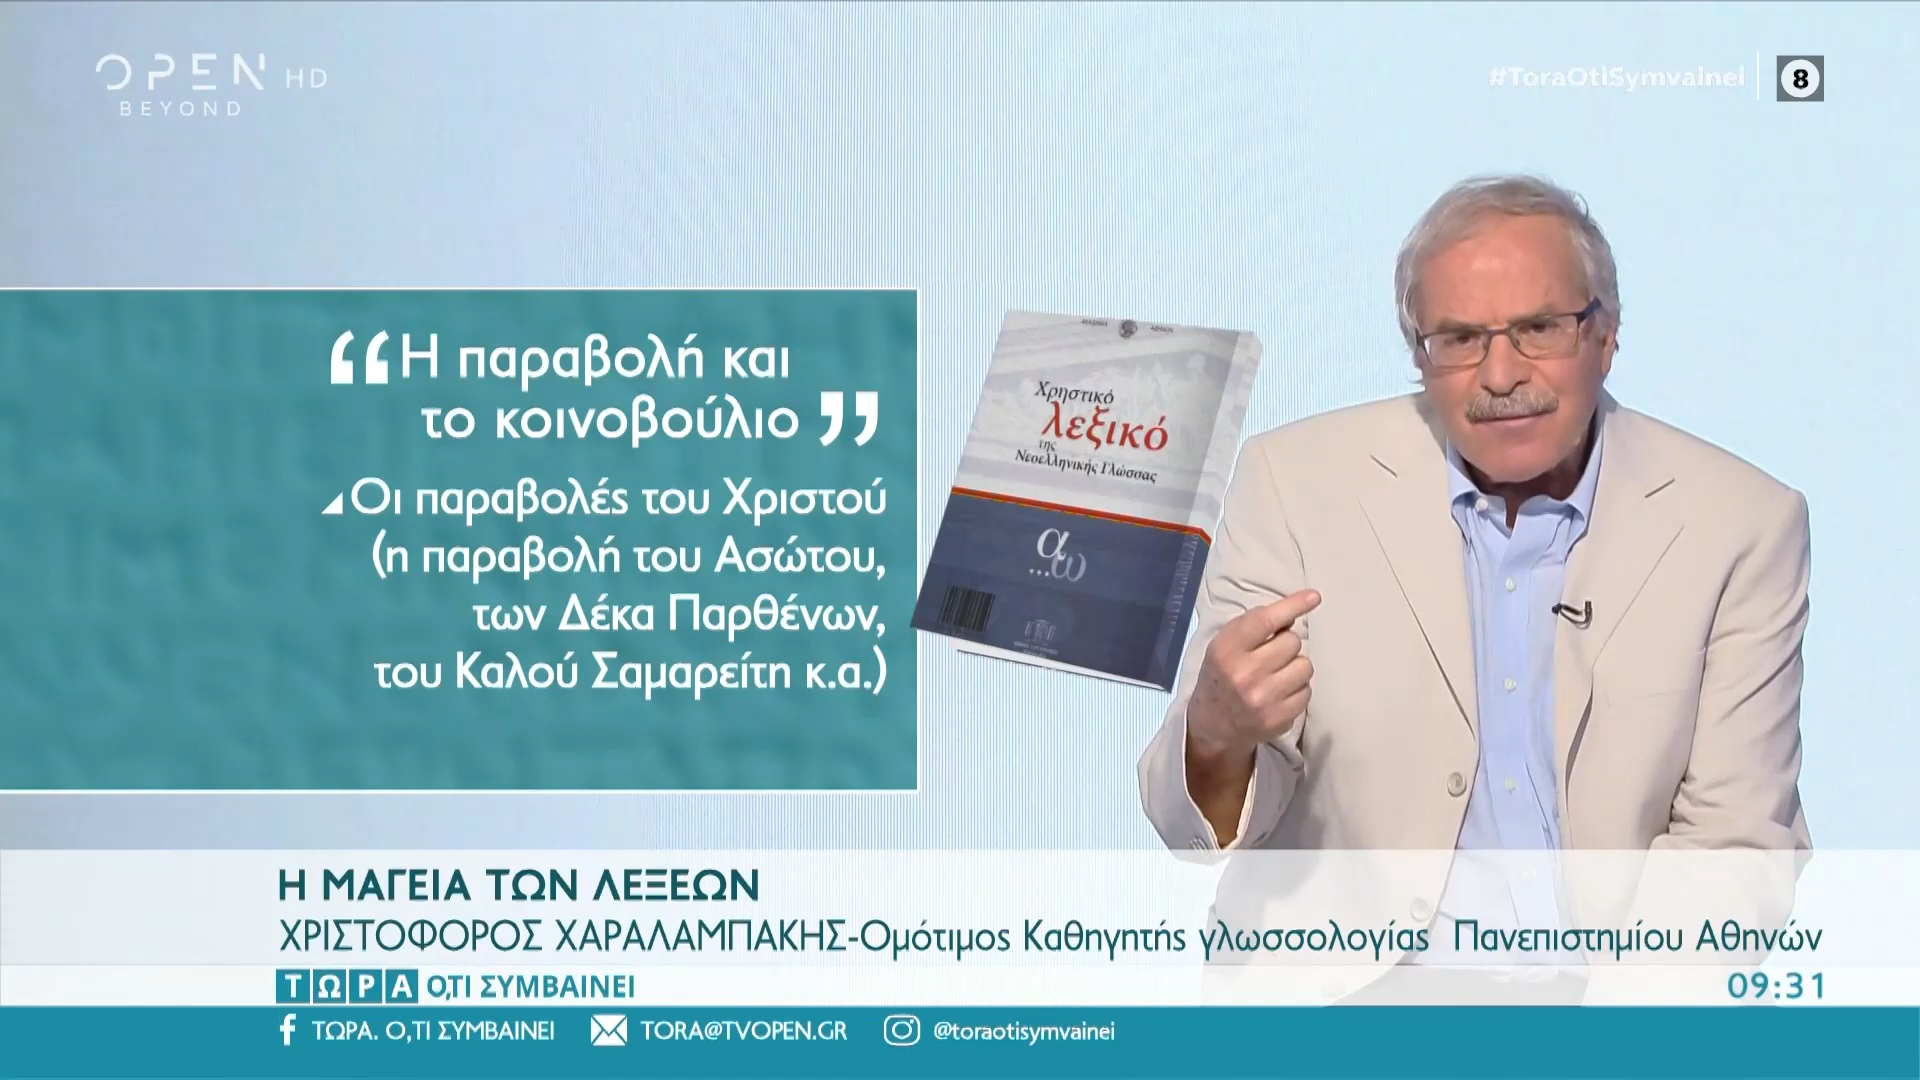 OPEN HD
BEYOND
#ToraOtiSymvainei
8
“Η παραβολή και
το κοινοβούλιο”
Οι παραβολές του Χριστού
(η παραβολή του Ασώτου,
των Δέκα Παρθένων,
του Καλού Σαμαρείτη κ.α.)
ΑΚΑΔΗΜΙΑ ΑΘΗΝΩΝ
Χρηστικό
λεξικό
της
Νεοελληνικής Γλώσσας
α
...ω
Η ΜΑΓΕΙΑ ΤΩΝ ΛΕΞΕΩΝ
ΧΡΙΣΤΟΦΟΡΟΣ ΧΑΡΑΛΑΜΠΑΚΗΣ-Ομότιμος Καθηγητής γλωσσολογίας Πανεπιστημίου Αθηνών
ΤΩΡΑ Ο,ΤΙ ΣΥΜΒΑΙΝΕΙ
09:31
ΤΩΡΑ. Ο,ΤΙ ΣΥΜΒΑΙΝΕΙ TORA@TVOPEN.GR @toraotisymvainei